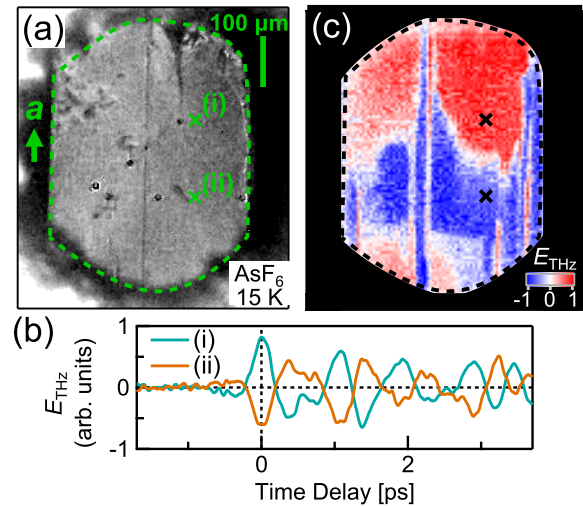 (a)
100 µm
a
(i)
(ii)
AsF6
15 K
(c)
ETHz
-1 0 1
(b)
(i)
(ii)
1
0
-1
ETHz
(arb. units)
0
2
Time Delay [ps]